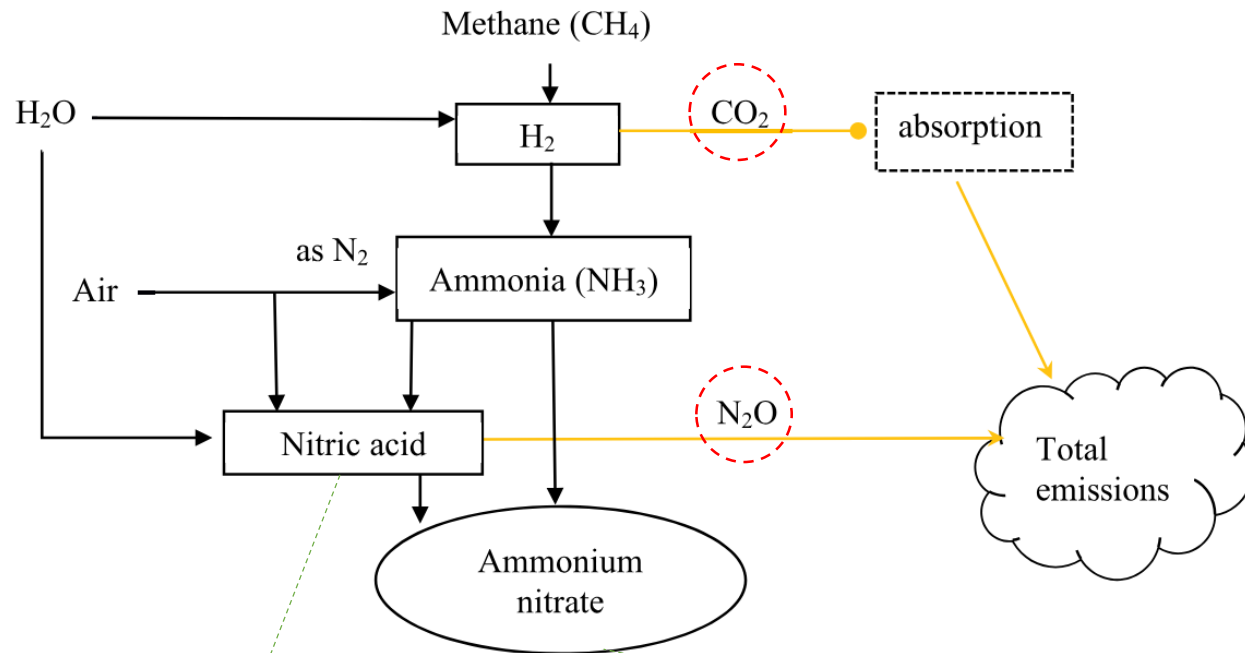 Methane (CH₄)
H₂O
H₂
CO₂
absorption
as N₂
Air
Ammonia (NH₃)
Nitric acid
N₂O
Total
emissions
Ammonium
nitrate